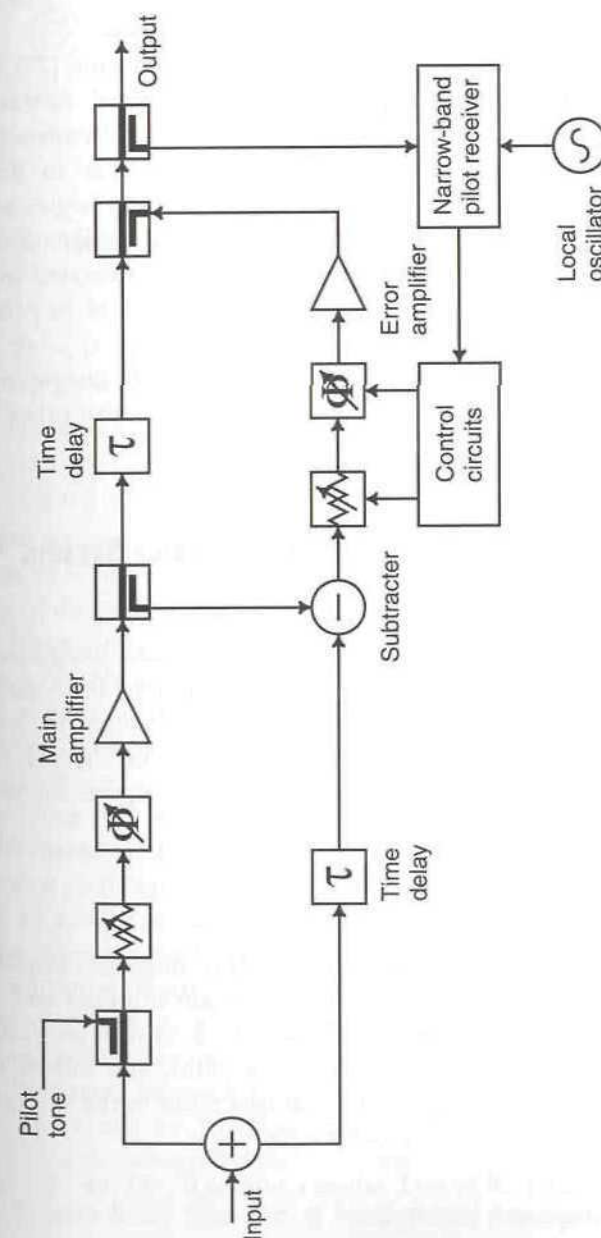 Pilot
tone
Main
amplifier
Φ
Time
delay
τ
Output
Input
+
τ
Time
delay
−
Subtracter
Φ
Error
amplifier
Control
circuits
Narrow-band
pilot receiver
Local
oscillator